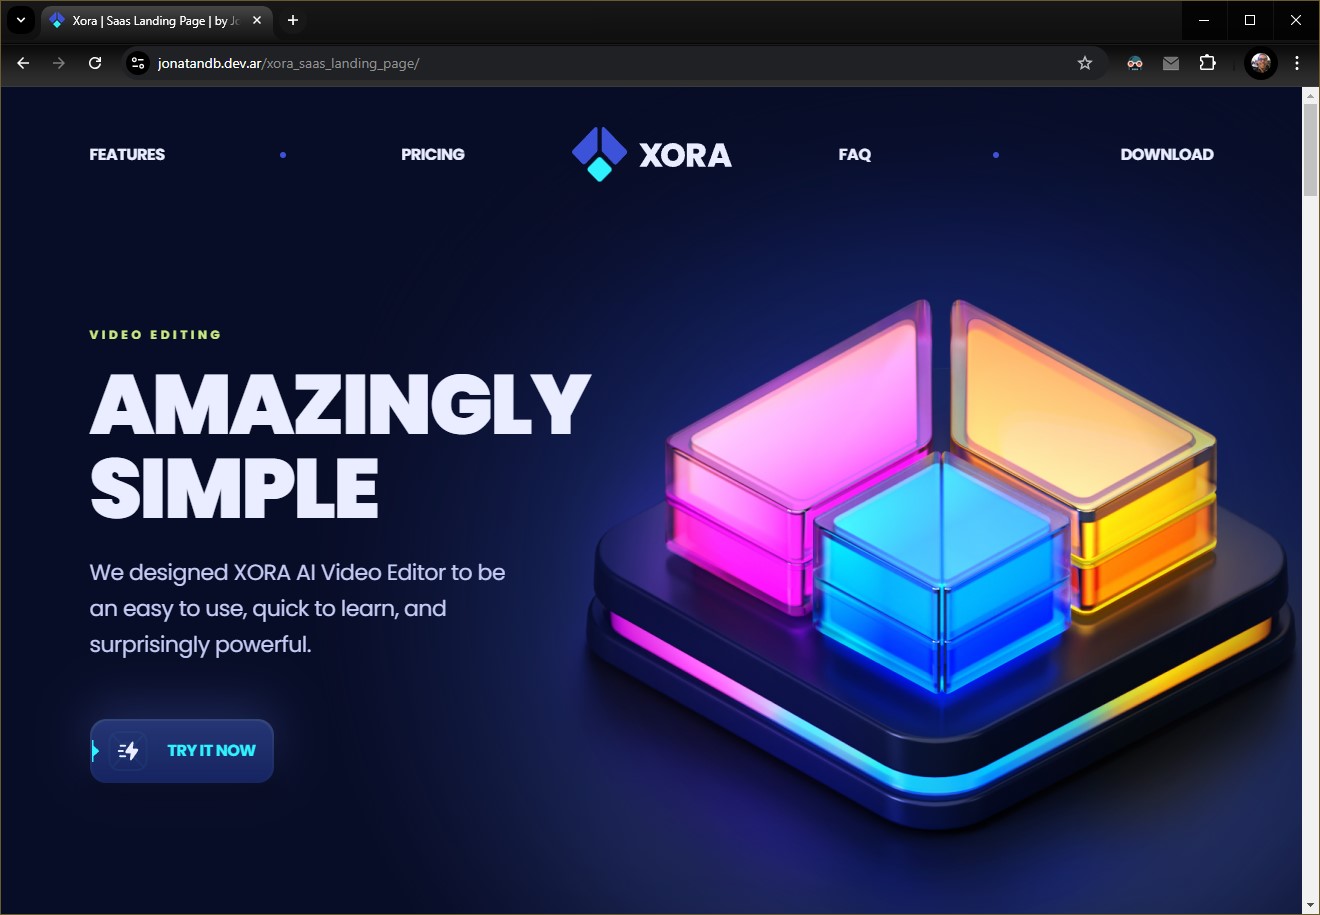 Xora | Saas Landing Page | by Jo
jonatandb.dev.ar/xora_saas_landing_page/
FEATURES
PRICING
XORA
FAQ
DOWNLOAD
VIDEO EDITING
AMAZINGLY
SIMPLE
We designed XORA AI Video Editor to be
an easy to use, quick to learn, and
surprisingly powerful.
TRY IT NOW